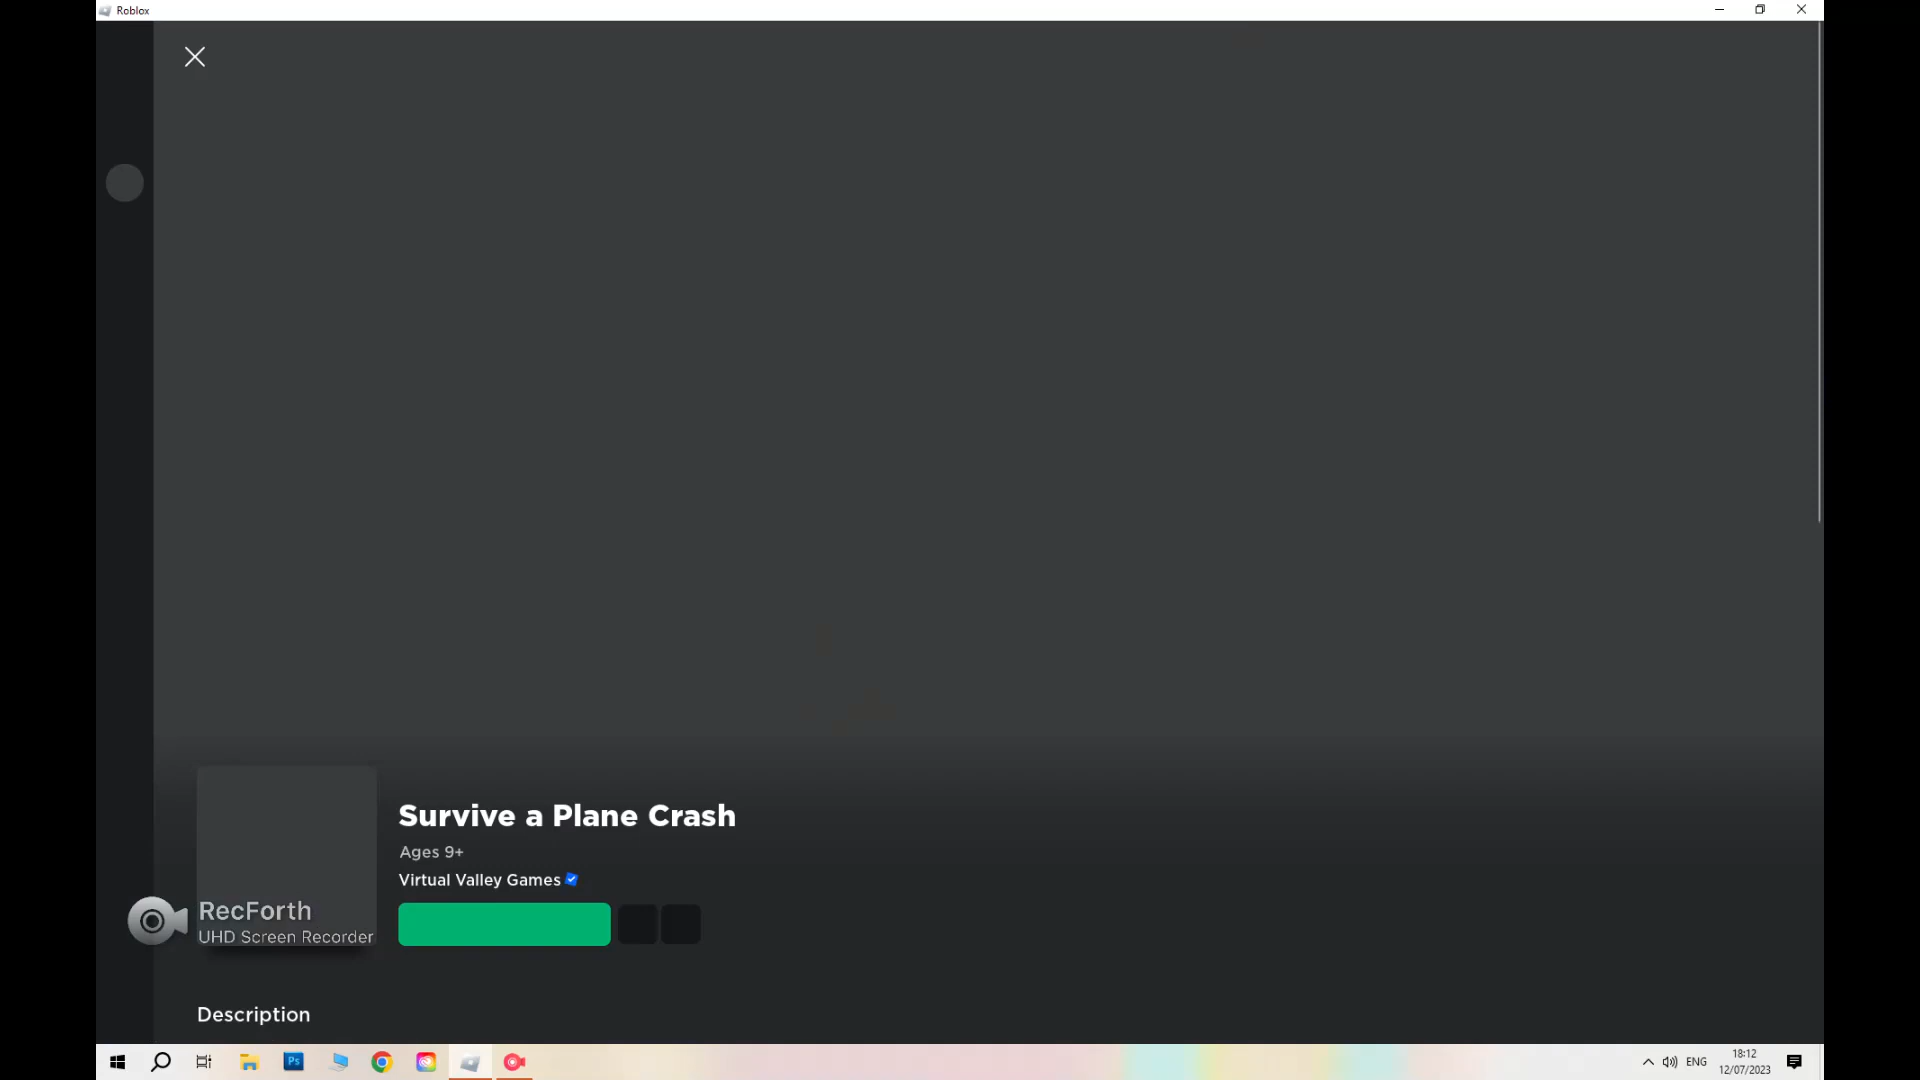 Roblox
Survive a Plane Crash
Ages 9+
Virtual Valley Games
RecForth
UHD Screen Recorder
Description
Ps
ENG
18:12
12/07/2023